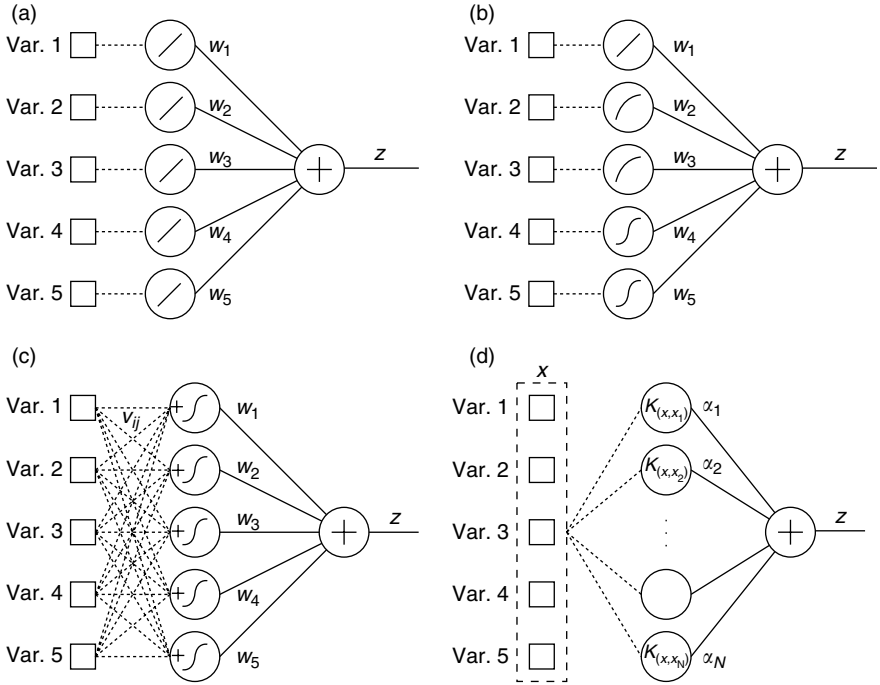 (a)
Var. 1 w1
Var. 2 w2
Var. 3 w3 + z
Var. 4 w4
Var. 5 w5
(b)
Var. 1 w1
Var. 2 w2
Var. 3 w3 + z
Var. 4 w4
Var. 5 w5
(c)
Var. 1 vij + w1
Var. 2 + w2
Var. 3 + w3 + z
Var. 4 + w4
Var. 5 + w5
(d)
x
Var. 1 K(x,x1) α1
Var. 2 K(x,x2) α2
Var. 3 + z
Var. 4
Var. 5 K(x,xN) αN